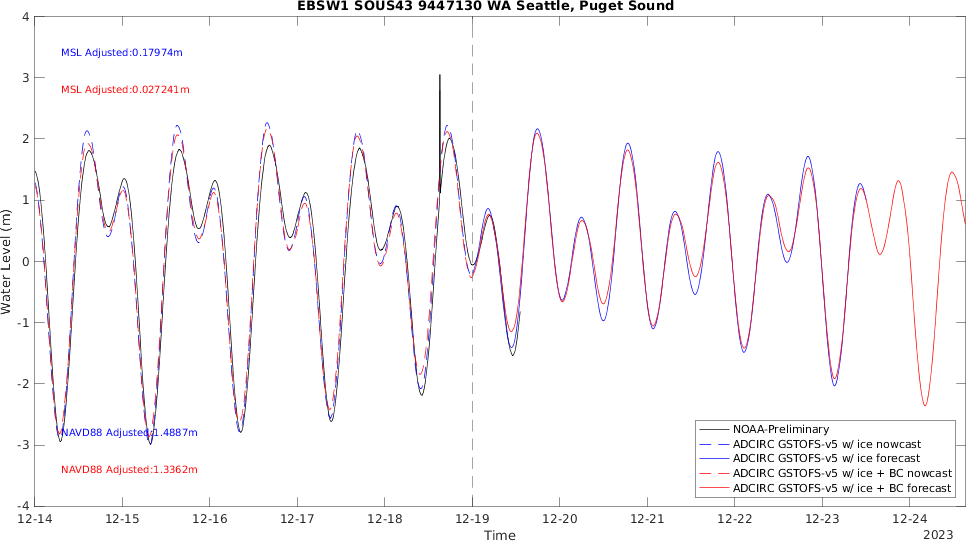 EBSW1 SOUS43 9447130 WA Seattle, Puget Sound
4
3
2
1
0
-1
-2
-3
-4
Water Level (m)
MSL Adjusted:0.17974m
MSL Adjusted:0.027241m
NAVD88 Adjusted:1.4887m
NAVD88 Adjusted:1.3362m
NOAA-Preliminary
ADCIRC GSTOFS-v5 w/ ice nowcast
ADCIRC GSTOFS-v5 w/ ice forecast
ADCIRC GSTOFS-v5 w/ ice + BC nowcast
ADCIRC GSTOFS-v5 w/ ice + BC forecast
12-14 12-15 12-16 12-17 12-18 12-19 12-20 12-21 12-22 12-23 12-24
Time
2023